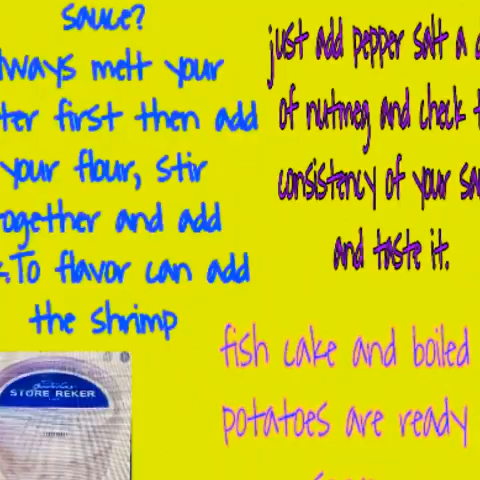 sauce?
always melt your
first then add
your flour, stir
together and add
To flavor can add
the shrimp
just add pepper salt a
of nutmeg and check
consistency of your
and taste it.
fish cake and boiled
potatoes are ready
STORE REKER